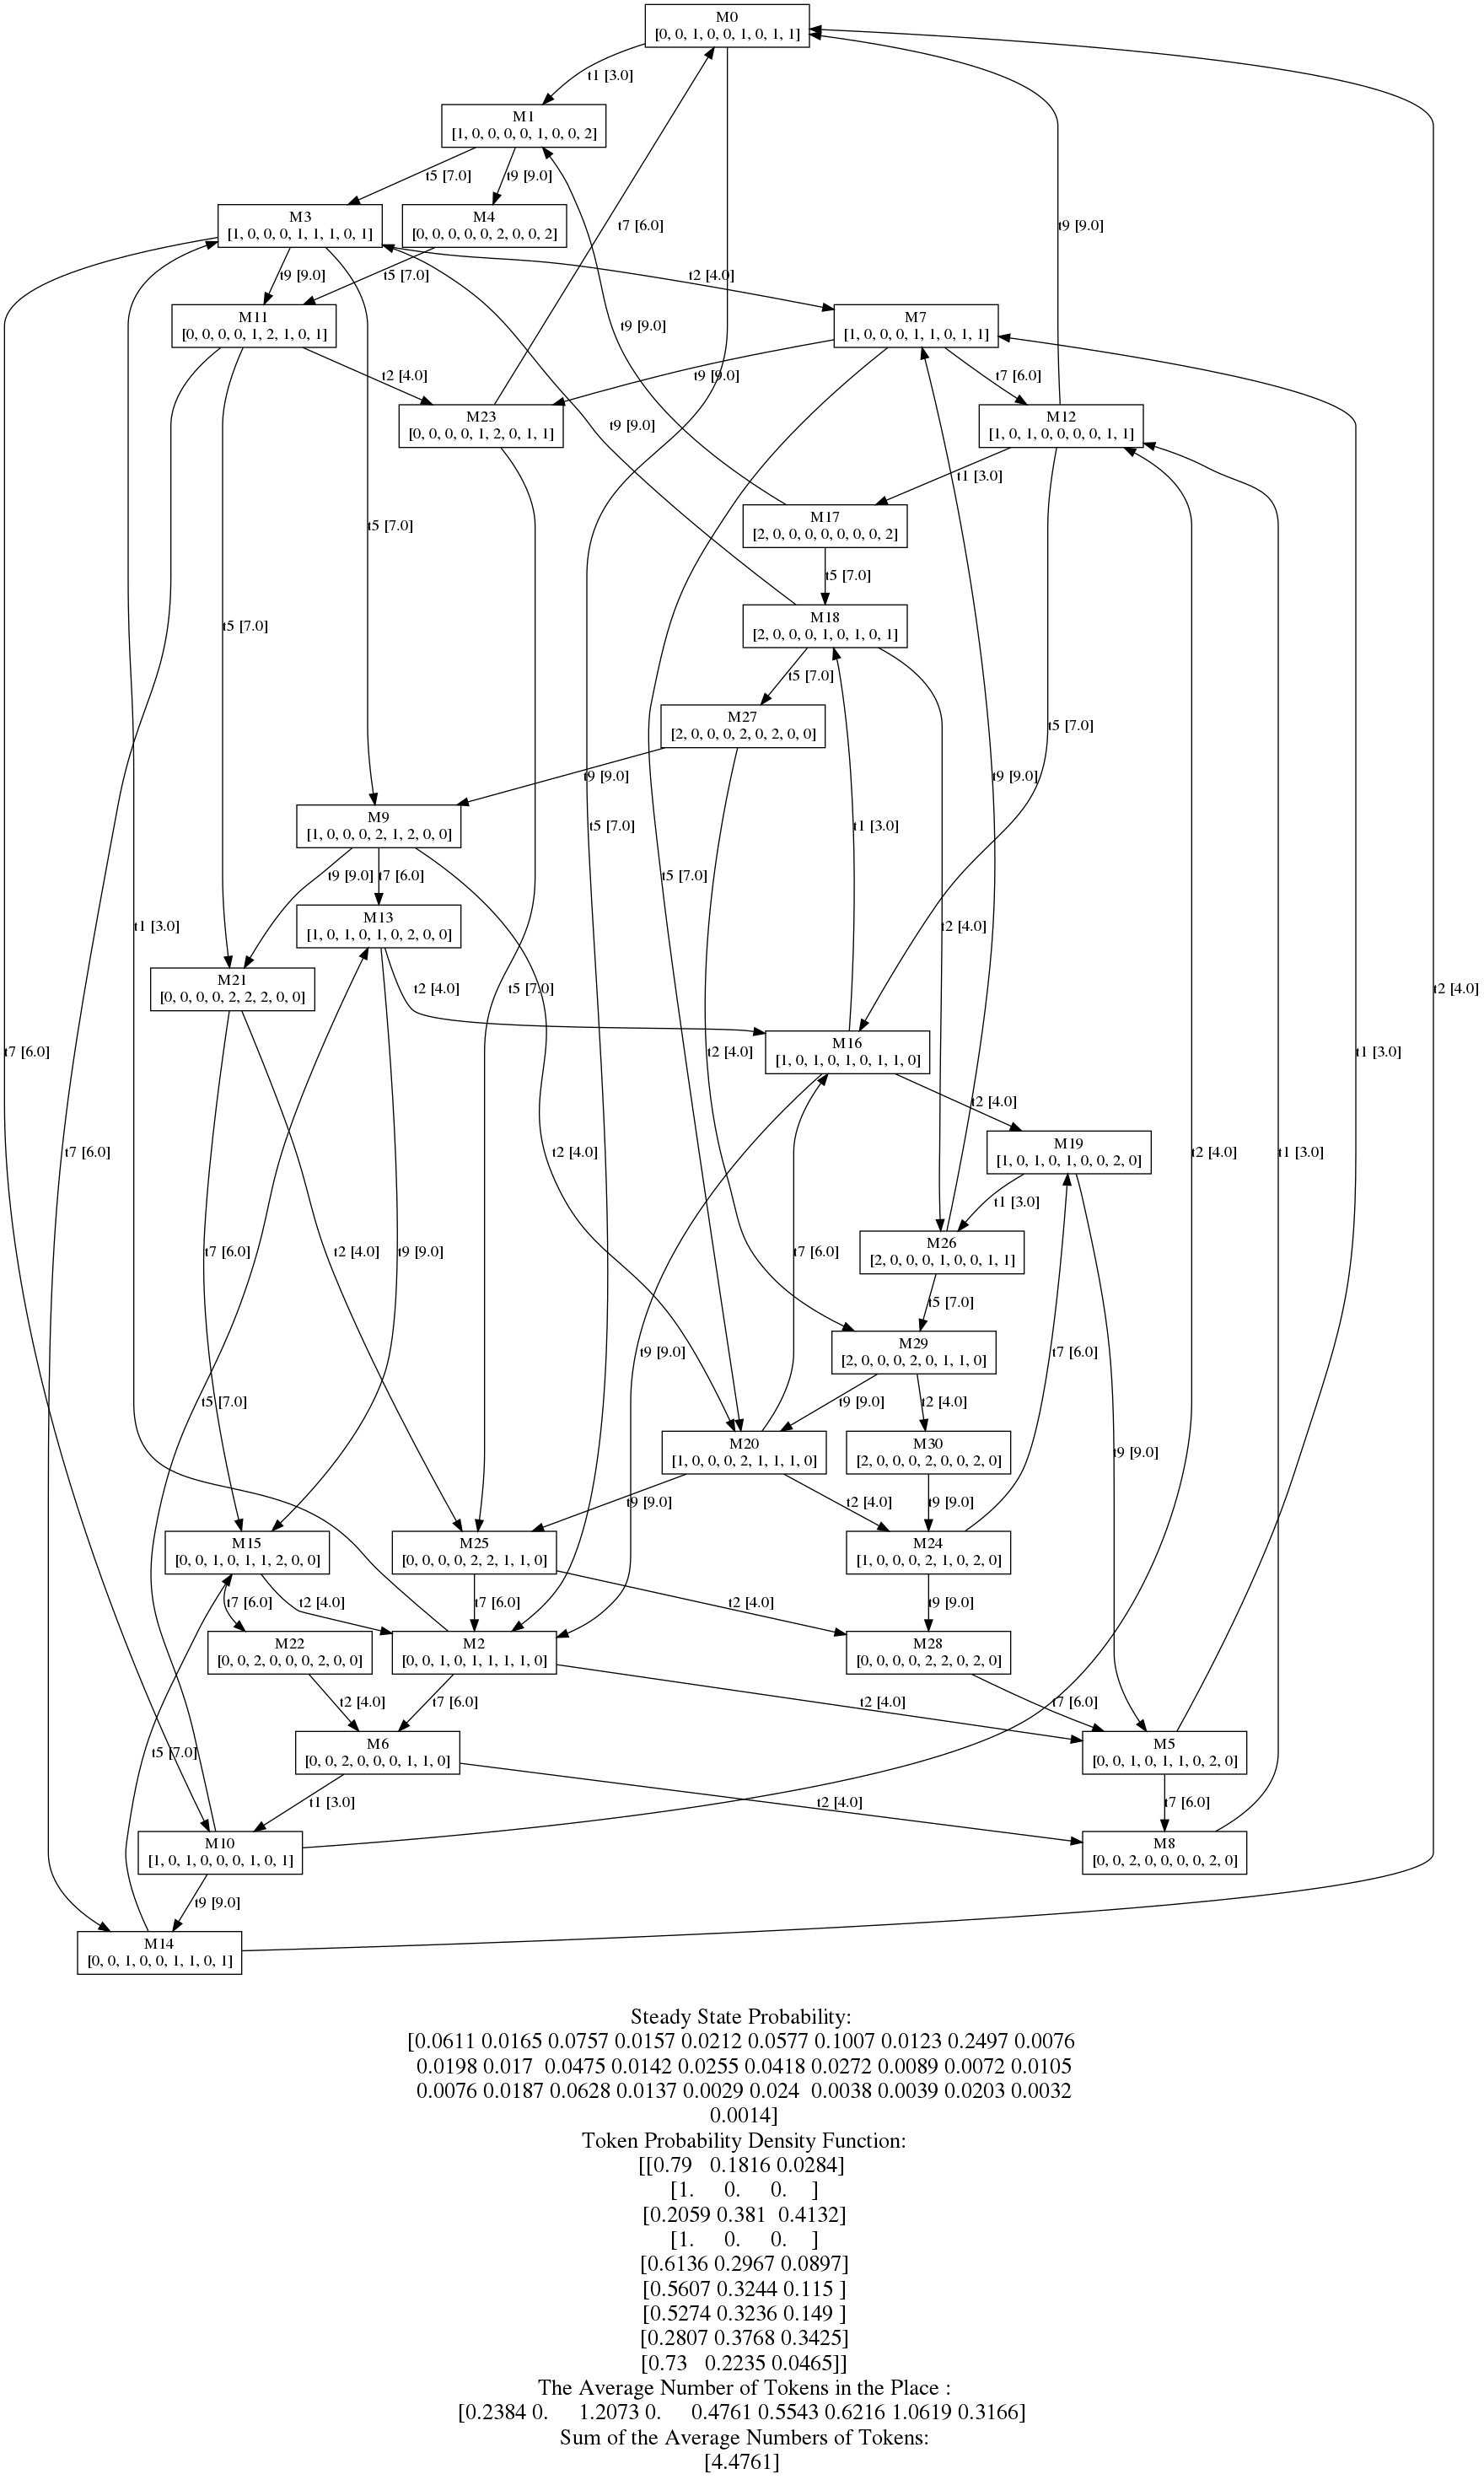 M0
[0, 0, 1, 0, 0, 1, 0, 1, 1]
t1 [3.0]
M1
[1, 0, 0, 0, 0, 1, 0, 0, 2]
t5 [7.0]
t9 [9.0]
M3
[1, 0, 0, 0, 1, 1, 1, 0, 1]
M4
[0, 0, 0, 0, 0, 2, 0, 0, 2]
t7 [6.0]
t9 [9.0]
t9 [9.0]
t5 [7.0]
t2 [4.0]
M11
[0, 0, 0, 0, 1, 2, 1, 0, 1]
M7
[1, 0, 0, 0, 1, 1, 0, 1, 1]
t9 [9.0]
t2 [4.0]
t9 [9.0]
t7 [6.0]
M23
[0, 0, 0, 0, 1, 2, 0, 1, 1]
M12
[1, 0, 1, 0, 0, 0, 0, 1, 1]
t9 [9.0]
t1 [3.0]
M17
[2, 0, 0, 0, 0, 0, 0, 0, 2]
t5 [7.0]
t5 [7.0]
M18
[2, 0, 0, 0, 1, 0, 1, 0, 1]
t5 [7.0]
t5 [7.0]
M27
[2, 0, 0, 0, 2, 0, 2, 0, 0]
t5 [7.0]
t9 [9.0]
M9
[1, 0, 0, 0, 2, 1, 2, 0, 0]
t5 [7.0]
t1 [3.0]
t9 [9.0]
t7 [6.0]
t5 [7.0]
M13
[1, 0, 1, 0, 1, 0, 2, 0, 0]
t1 [3.0]
t2 [4.0]
M21
[0, 0, 0, 0, 2, 2, 2, 0, 0]
t2 [4.0]
t5 [7.0]
t2 [4.0]
M16
[1, 0, 1, 0, 1, 0, 1, 1, 0]
t7 [6.0]
t2 [4.0]
t1 [3.0]
t2 [4.0]
M19
[1, 0, 1, 0, 1, 0, 0, 2, 0]
t7 [6.0]
t2 [4.0]
t2 [4.0]
t1 [3.0]
t1 [3.0]
M26
[2, 0, 0, 0, 1, 0, 0, 1, 1]
t7 [6.0]
t2 [4.0]
t9 [9.0]
t7 [6.0]
t5 [7.0]
M29
[2, 0, 0, 0, 2, 0, 1, 1, 0]
t9 [9.0]
t7 [6.0]
t5 [7.0]
t9 [9.0]
t2 [4.0]
M20
[1, 0, 0, 0, 2, 1, 1, 1, 0]
M30
[2, 0, 0, 0, 2, 0, 0, 2, 0]
t9 [9.0]
t9 [9.0]
t2 [4.0]
t9 [9.0]
M15
[0, 0, 1, 0, 1, 1, 2, 0, 0]
M25
[0, 0, 0, 0, 2, 2, 1, 1, 0]
M24
[1, 0, 0, 0, 2, 1, 0, 2, 0]
t7 [6.0]
t2 [4.0]
t7 [6.0]
t2 [4.0]
t9 [9.0]
M22
[0, 0, 2, 0, 0, 0, 2, 0, 0]
M2
[0, 0, 1, 0, 1, 1, 1, 1, 0]
M28
[0, 0, 0, 0, 2, 2, 0, 2, 0]
t2 [4.0]
t7 [6.0]
t2 [4.0]
t7 [6.0]
M6
[0, 0, 2, 0, 0, 0, 1, 1, 0]
M5
[0, 0, 1, 0, 1, 1, 0, 2, 0]
t5 [7.0]
t1 [3.0]
t2 [4.0]
t7 [6.0]
M10
[1, 0, 1, 0, 0, 0, 1, 0, 1]
M8
[0, 0, 2, 0, 0, 0, 0, 2, 0]
t9 [9.0]
M14
[0, 0, 1, 0, 0, 1, 1, 0, 1]
Steady State Probability:
[0.0611 0.0165 0.0757 0.0157 0.0212 0.0577 0.1007 0.0123 0.2497 0.0076
0.0198 0.017 0.0475 0.0142 0.0255 0.0418 0.0272 0.0089 0.0072 0.0105
0.0076 0.0187 0.0628 0.0137 0.0029 0.024 0.0038 0.0039 0.0203 0.0032
0.0014]
Token Probability Density Function:
[[0.79 0.1816 0.0284]
[1. 0. 0. ]
[0.2059 0.381 0.4132]
[1. 0. 0. ]
[0.6136 0.2967 0.0897]
[0.5607 0.3244 0.115 ]
[0.5274 0.3236 0.149 ]
[0.2807 0.3768 0.3425]
[0.73 0.2235 0.0465]]
The Average Number of Tokens in the Place :
[0.2384 0. 1.2073 0. 0.4761 0.5543 0.6216 1.0619 0.3166]
Sum of the Average Numbers of Tokens:
[4.4761]